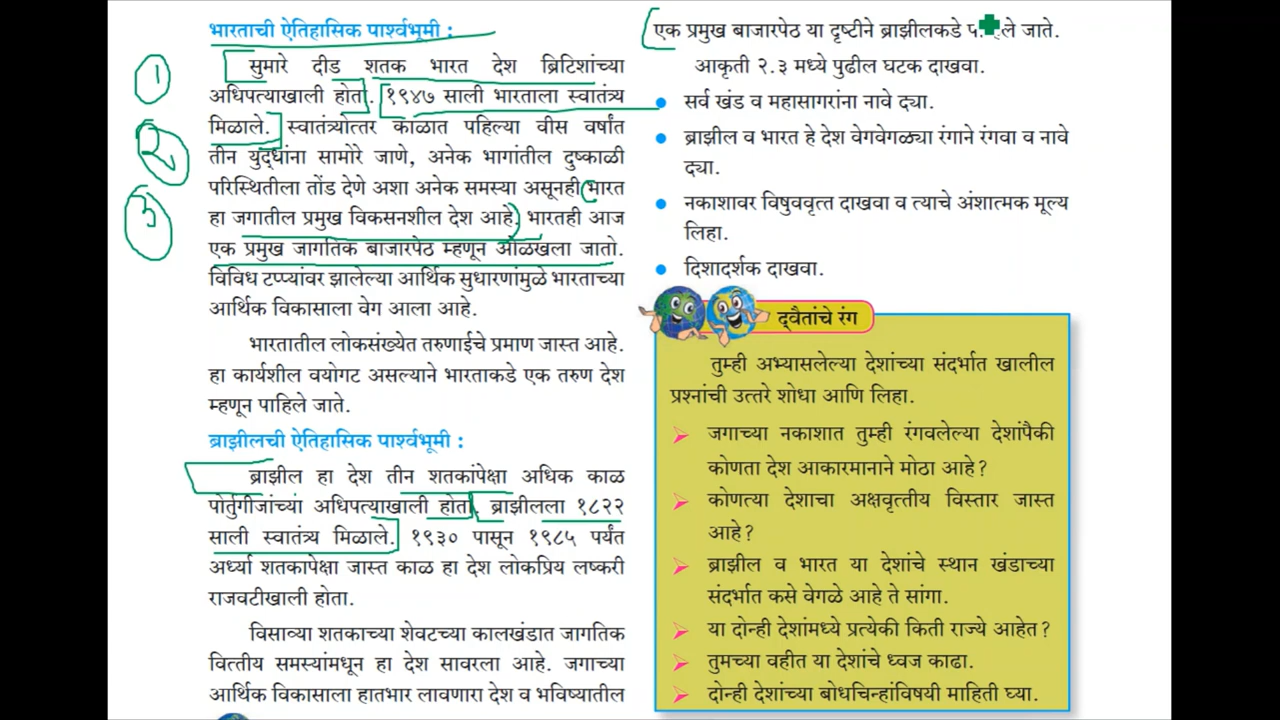 भारताची ऐतिहासिक पार्श्वभूमी :
सुमारे दीड शतक भारत देश ब्रिटिशांच्या
अधिपत्याखाली होता. १९४७ साली भारताला स्वातंत्र्य
मिळाले. स्वातंत्र्योत्तर काळात पहिल्या वीस वर्षांत
तीन युद्धांना सामोरे जाणे, अनेक भागांतील दुष्काळी
परिस्थितीला तोंड देणे अशा अनेक समस्या असूनही भारत
हा जगातील प्रमुख विकसनशील देश आहे. भारतही आज
एक प्रमुख जागतिक बाजारपेठ म्हणून ओळखला जातो.
विविध टप्प्यांवर झालेल्या आर्थिक सुधारणांमुळे भारताच्या
आर्थिक विकासाला वेग आला आहे.
भारतातील लोकसंख्येत तरुणाईचे प्रमाण जास्त आहे.
हा कार्यशील वयोगट असल्याने भारताकडे एक तरुण देश
म्हणून पाहिले जाते.
ब्राझीलची ऐतिहासिक पार्श्वभूमी :
ब्राझील हा देश तीन शतकांपेक्षा अधिक काळ
पोर्तुगीजांच्यां अधिपत्याखाली होता. ब्राझीलला १८२२
साली स्वातंत्र्य मिळाले. १९३० पासून १९८५ पर्यंत
अर्ध्या शतकापेक्षा जास्त काळ हा देश लोकप्रिय लष्करी
राजवटीखाली होता.
विसाव्या शतकाच्या शेवटच्या कालखंडात जागतिक
वित्तीय समस्यांमधून हा देश सावरला आहे. जगाच्या
आर्थिक विकासाला हातभार लावणारा देश व भविष्यातील
1
2
3
एक प्रमुख बाजारपेठ या दृष्टीने ब्राझीलकडे जाते.
आकृती २.३ मध्ये पुढील घटक दाखवा.
सर्व खंड व महासागरांना नावे द्या.
ब्राझील व भारत हे देश वेगवेगळ्या रंगाने रंगवा व नावे
द्या.
नकाशावर विषुववृत्त दाखवा व त्याचे अंशात्मक मूल्य
लिहा.
दिशादर्शक दाखवा.
द्वैतांचे रंग
तुम्ही अभ्यासलेल्या देशांच्या संदर्भात खालील
प्रश्नांची उत्तरे शोधा आणि लिहा.
जगाच्या नकाशात तुम्ही रंगवलेल्या देशांपैकी
कोणता देश आकारमानाने मोठा आहे?
कोणत्या देशाचा अक्षवृत्तीय विस्तार जास्त
आहे?
ब्राझील व भारत या देशांचे स्थान खंडाच्या
संदर्भात कसे वेगळे आहे ते सांगा.
या दोन्ही देशांमध्ये प्रत्येकी किती राज्ये आहेत?
तुमच्या वहीत या देशांचे ध्वज काढा.
दोन्ही देशांच्या बोधचिन्हांविषयी माहिती घ्या.